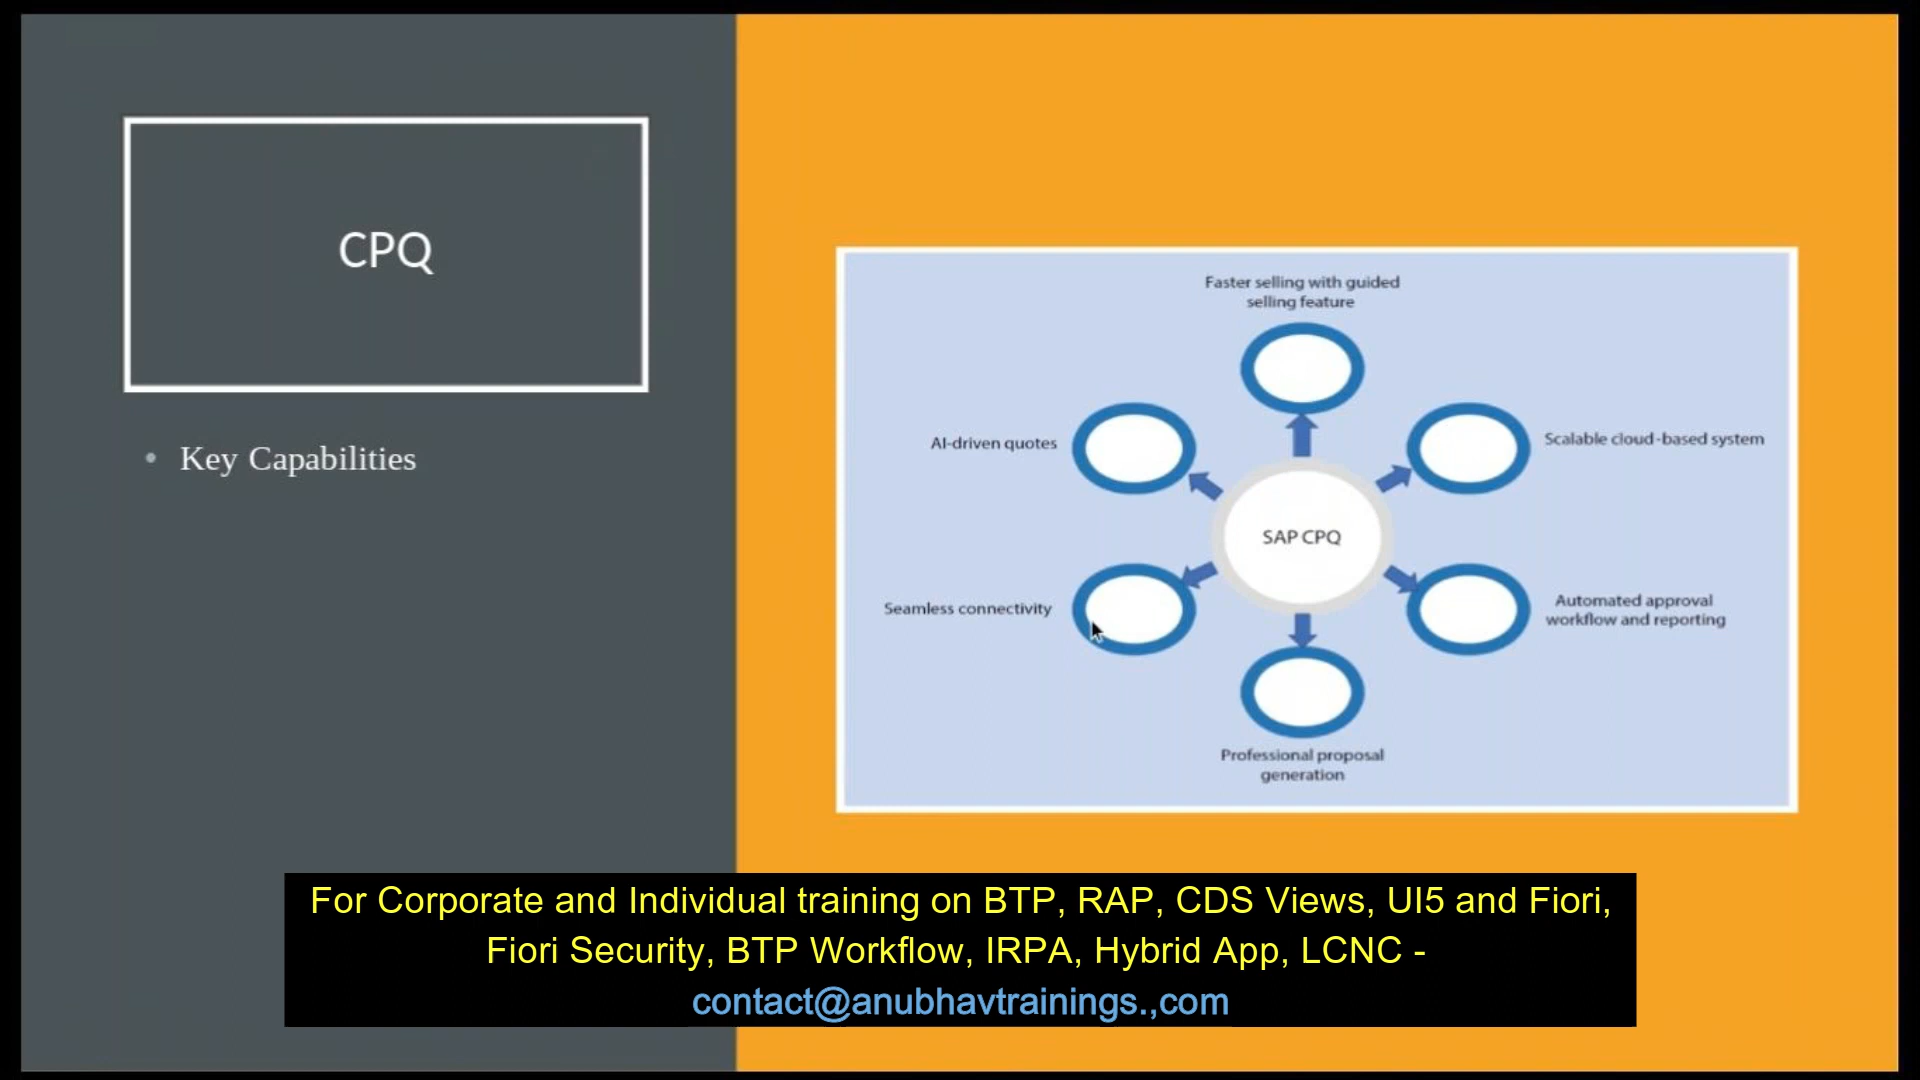 CPQ
• Key Capabilities
Faster selling with guided
selling feature
AI-driven quotes
Scalable cloud-based system
SAP CPQ
Seamless connectivity
Automated approval
workflow and reporting
Professional proposal
generation
For Corporate and Individual training on BTP, RAP, CDS Views, UI5 and Fiori,
Fiori Security, BTP Workflow, IRPA, Hybrid App, LCNC -
contact@anubhavtrainings.,com